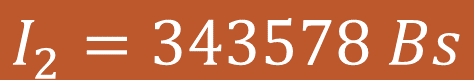 I₂ = 343578 Bs